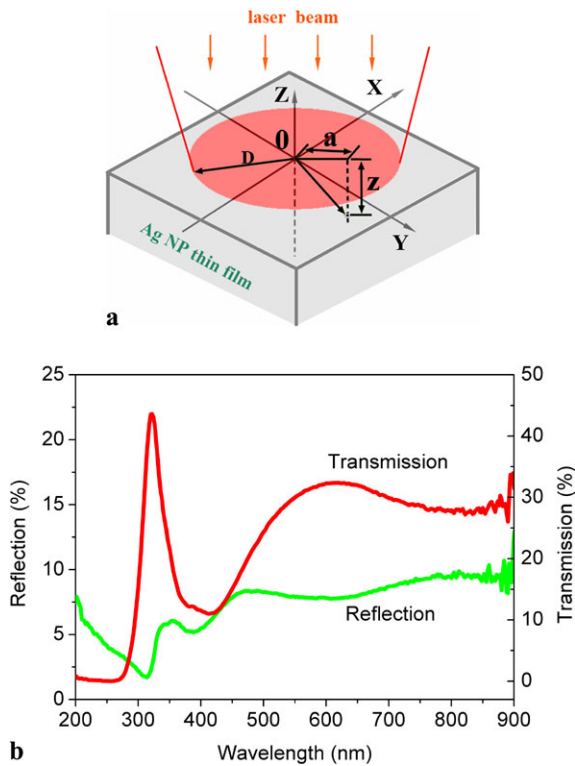 laser beam
X
Z
0
a
D
z
Y
Ag NP thin film
a
25
20
15
10
5
0
Reflection (%)
50
40
30
20
10
0
Transmission (%)
Transmission
Reflection
200 300 400 500 600 700 800 900
Wavelength (nm)
b